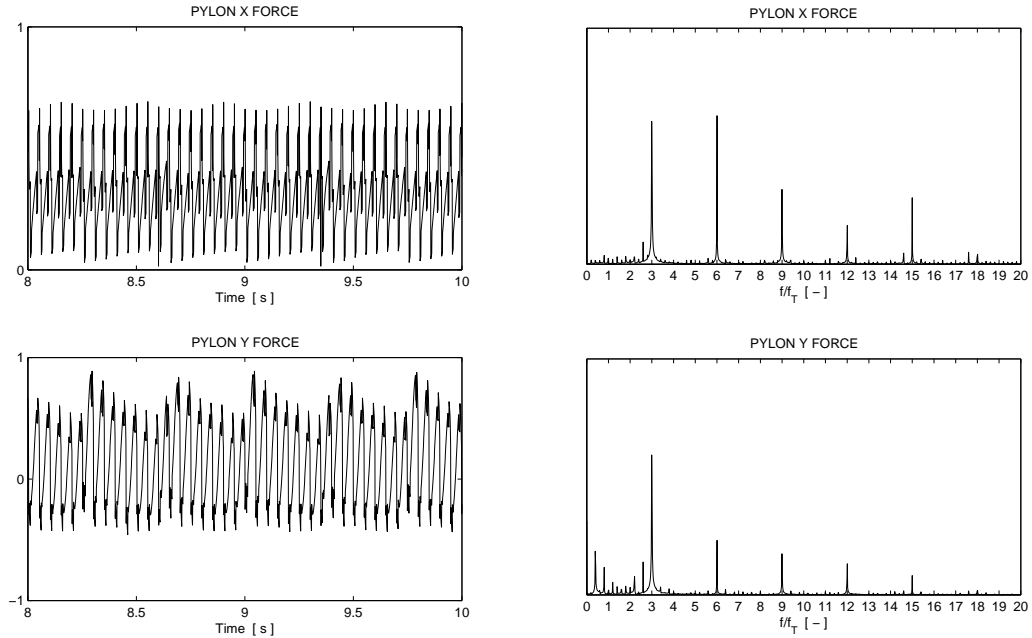 PYLON X FORCE
1
0
8 8.5 9 9.5 10
Time [ s ]
PYLON X FORCE
0 1 2 3 4 5 6 7 8 9 10 11 12 13 14 15 16 17 18 19 20
f/f_T [ - ]
PYLON Y FORCE
1
0
−1
8 8.5 9 9.5 10
Time [ s ]
PYLON Y FORCE
0 1 2 3 4 5 6 7 8 9 10 11 12 13 14 15 16 17 18 19 20
f/f_T [ - ]